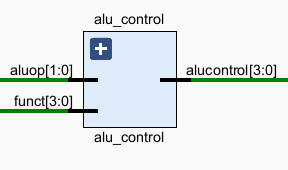 alu_control
aluop[1:0]
alucontrol[3:0]
funct[3:0]
alu_control